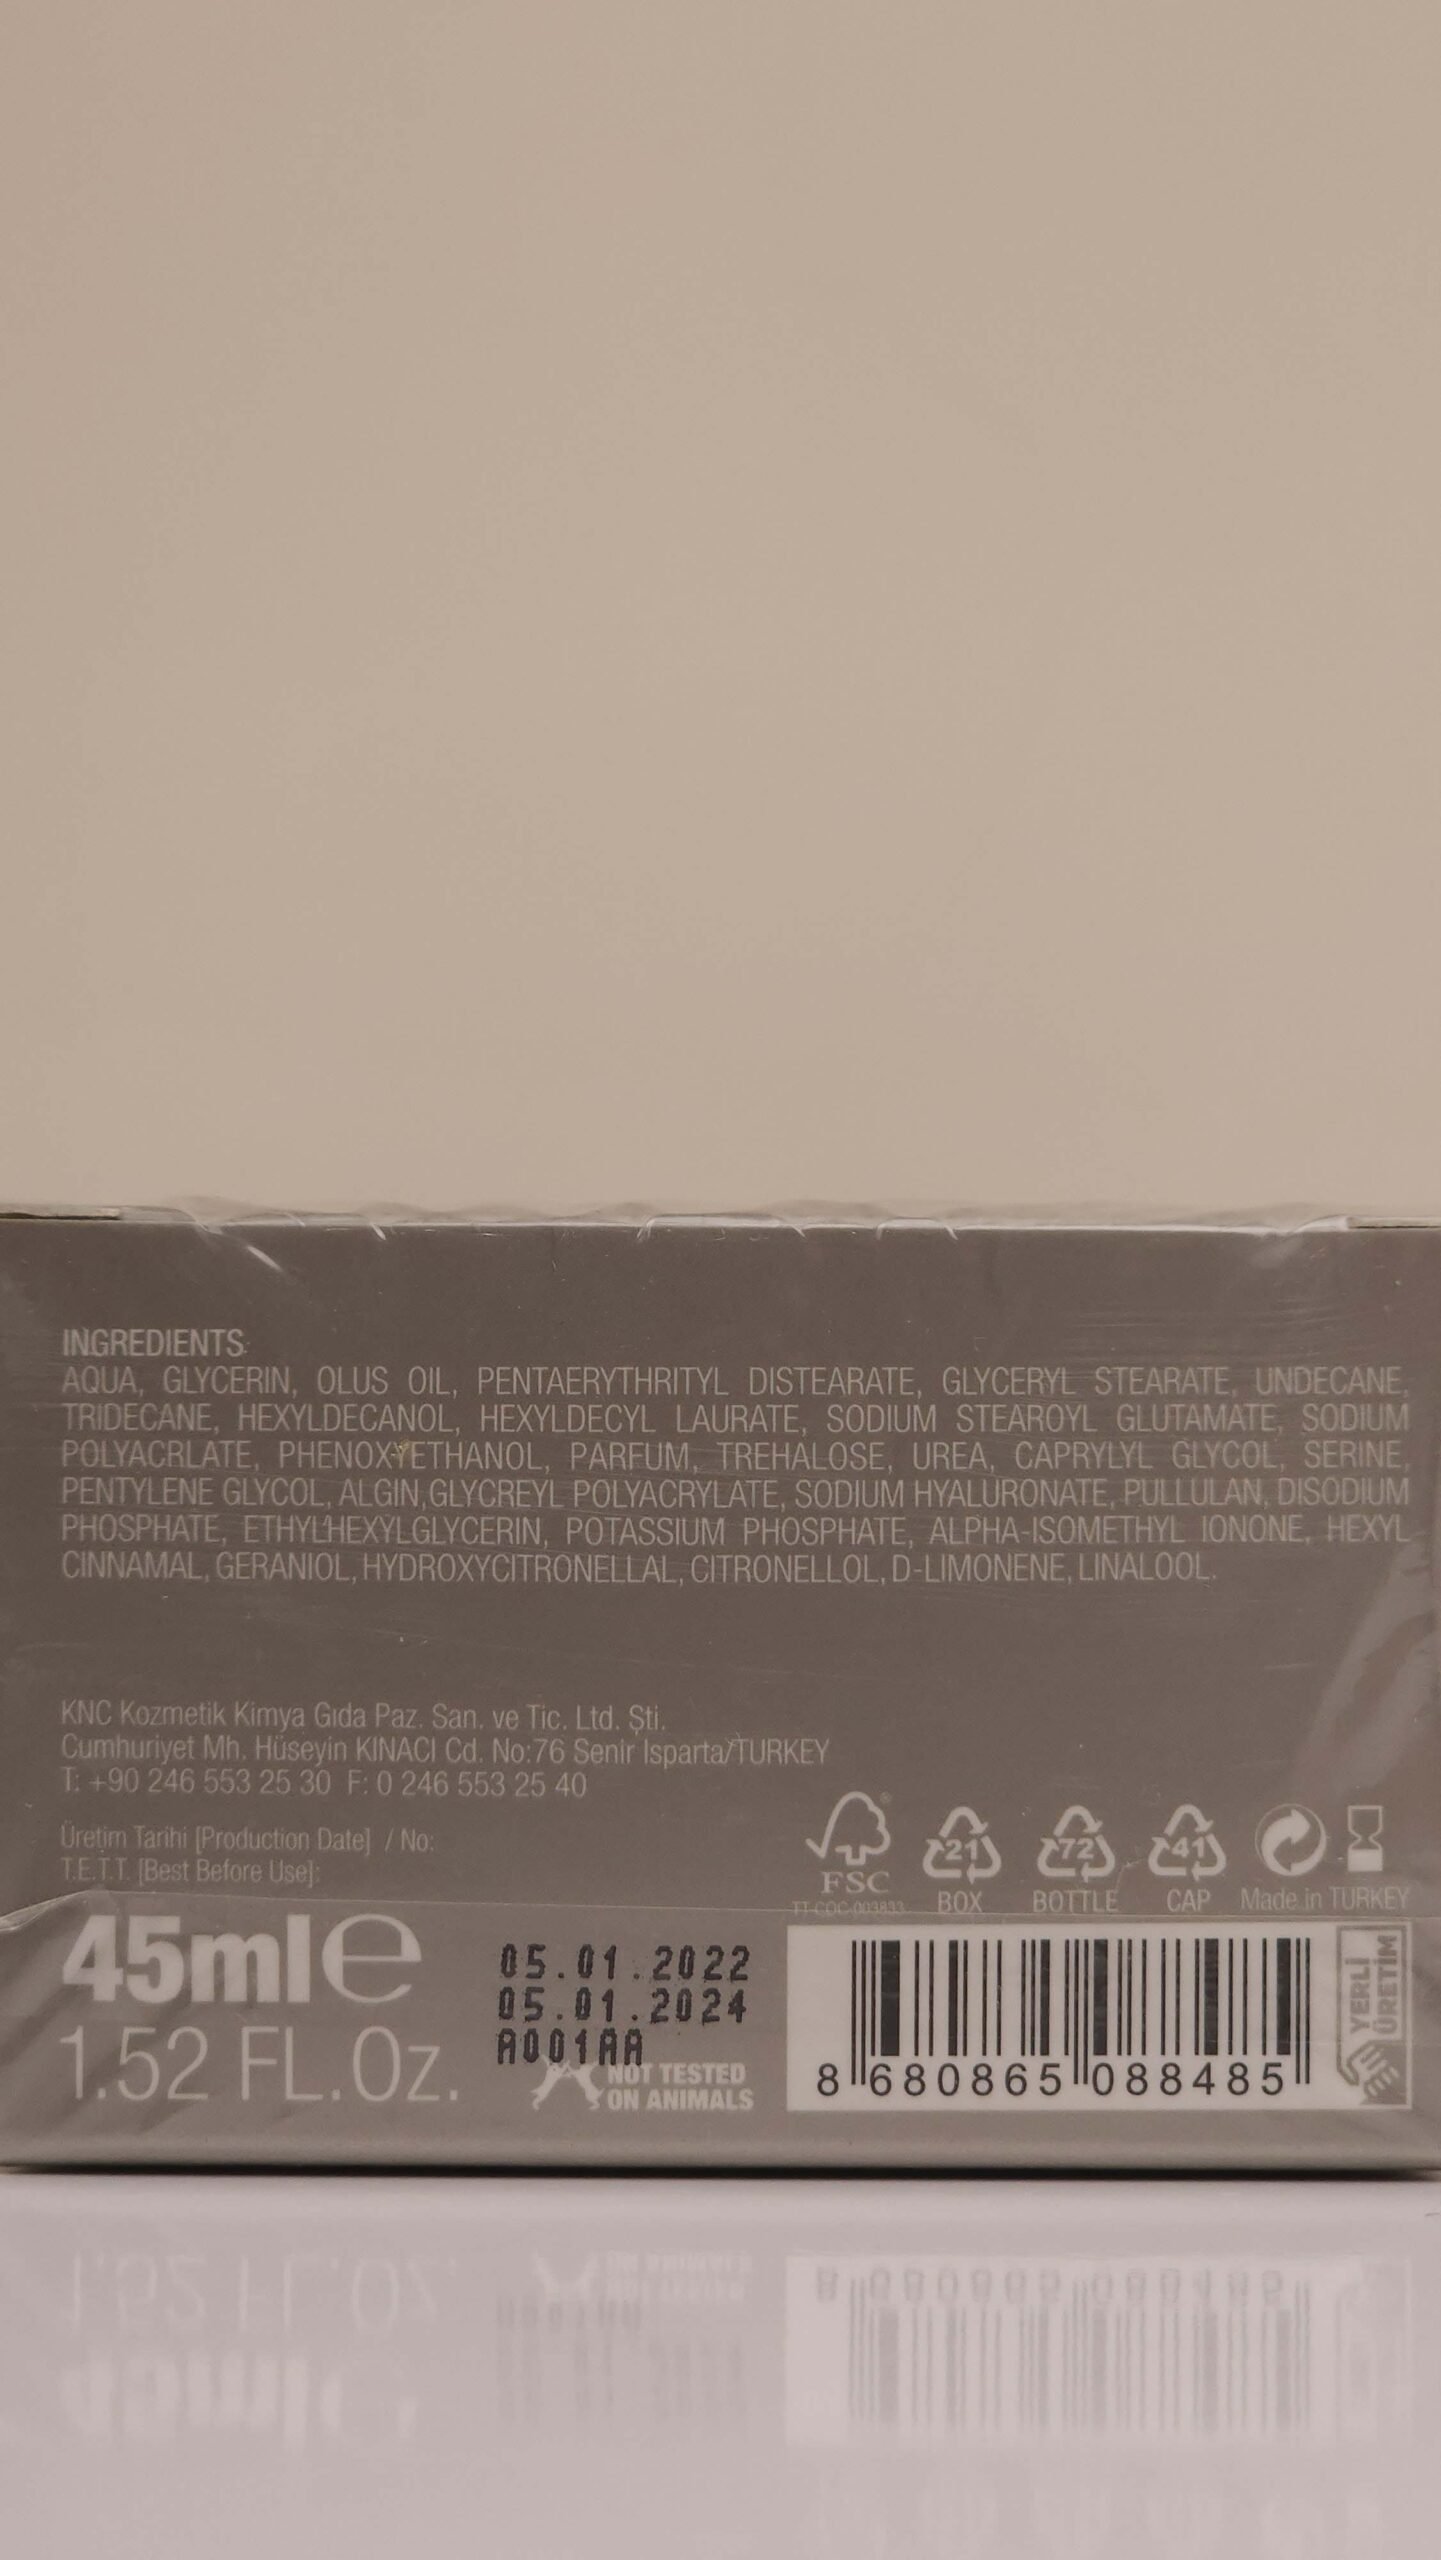 INGREDIENTS:
AQUA, GLYCERIN, OLUS OIL, PENTAERYTHRITYL DISTEARATE, GLYCERYL STEARATE, UNDECANE,
TRIDECANE, HEXYLDECANOL, HEXYLDECYL LAURATE, SODIUM STEAROYL GLUTAMATE, SODIUM
POLYACRLATE, PHENOXYETHANOL, PARFUM, TREHALOSE, UREA, CAPRYLYL GLYCOL, SERINE,
PENTYLENE GLYCOL, ALGIN,GLYCREYL POLYACRYLATE, SODIUM HYALURONATE, PULLULAN, DISODIUM
PHOSPHATE, ETHYLHEXYLGLYCERIN, POTASSIUM PHOSPHATE, ALPHA-ISOMETHYL IONONE, HEXYL
CINNAMAL, GERANIOL, HYDROXYCITRONELLAL, CITRONELLOL, D-LIMONENE, LINALOOL.
KNC Kozmetik Kimya Gıda Paz. San. ve Tic. Ltd. Şti.
Cumhuriyet Mh. Hüseyin KINACI Cd. No:76 Senir Isparta/TURKEY
T: +90 246 553 25 30 F: 0 246 553 25 40
Üretim Tarihi [Production Date] / No:
T.E.T.T. [Best Before Use]:
FSC®
TT-COC-003833
21
BOX
72
BOTTLE
41
CAP
Made in TURKEY
45ml e
1.52 FL.Oz.
05.01.2022
05.01.2024
A001AA
NOT TESTED
ON ANIMALS
8 680865 088485
YERLİ
ÜRETİM